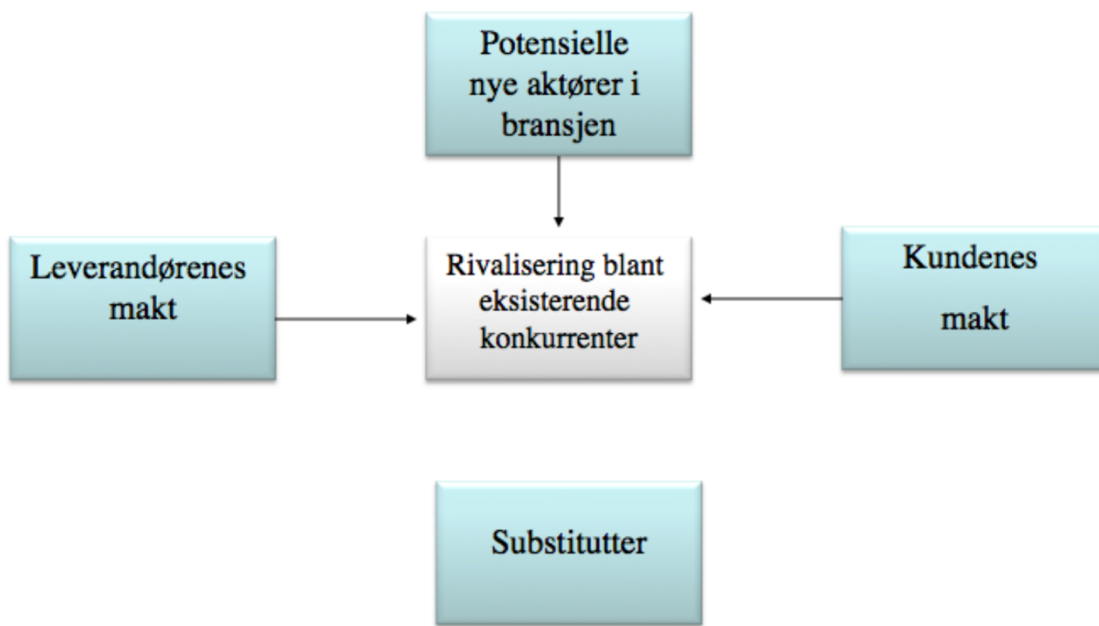 Potensielle
nye aktører i
bransjen
Leverandørenes
makt
Rivalisering blant
eksisterende
konkurrenter
Kundenes
makt
Substitutter